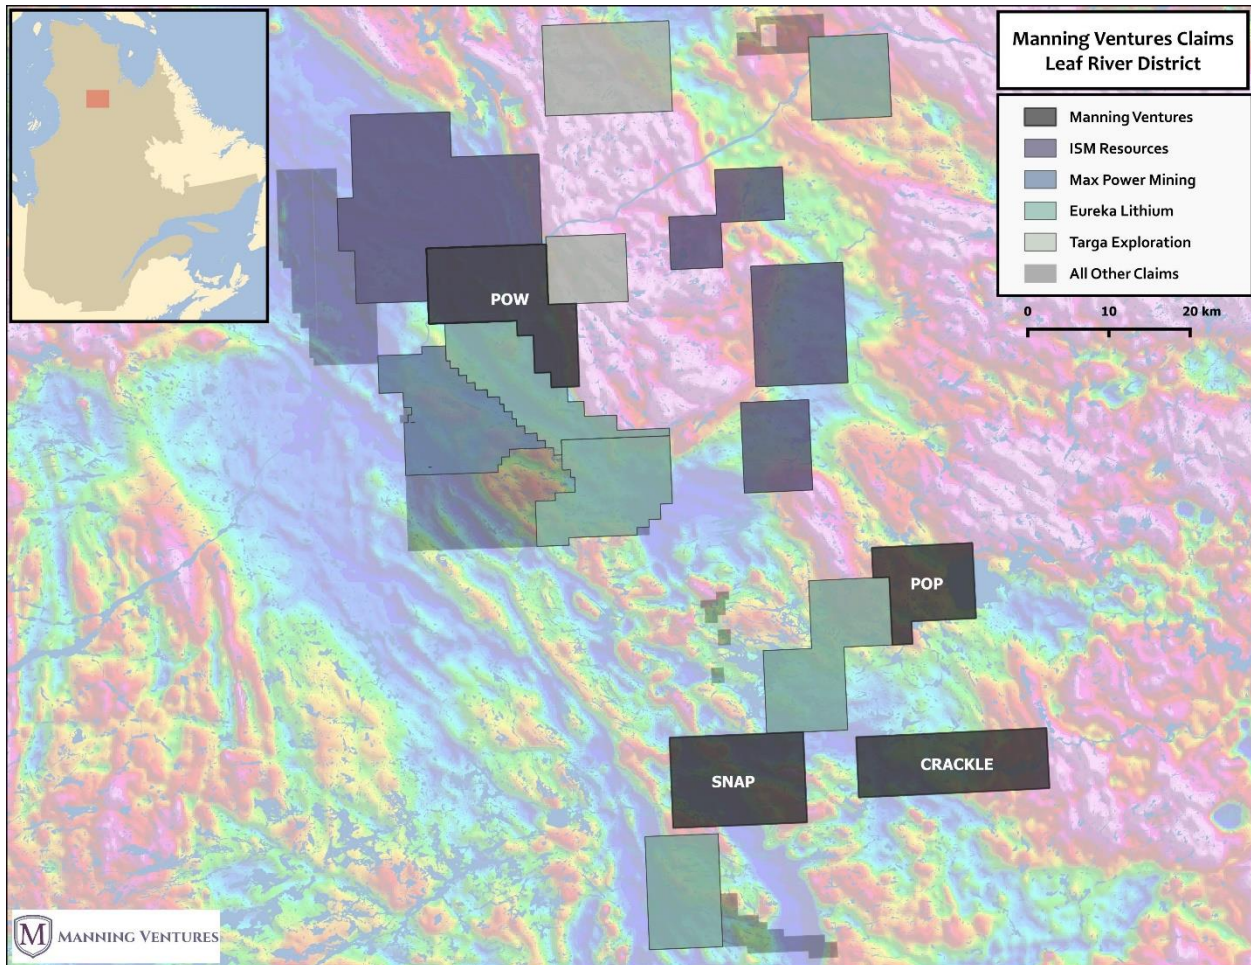 Manning Ventures Claims
Leaf River District
Manning Ventures
ISM Resources
Max Power Mining
Eureka Lithium
Targa Exploration
All Other Claims
0 10 20 km
POW
POP
SNAP
CRACKLE
M MANNING VENTURES